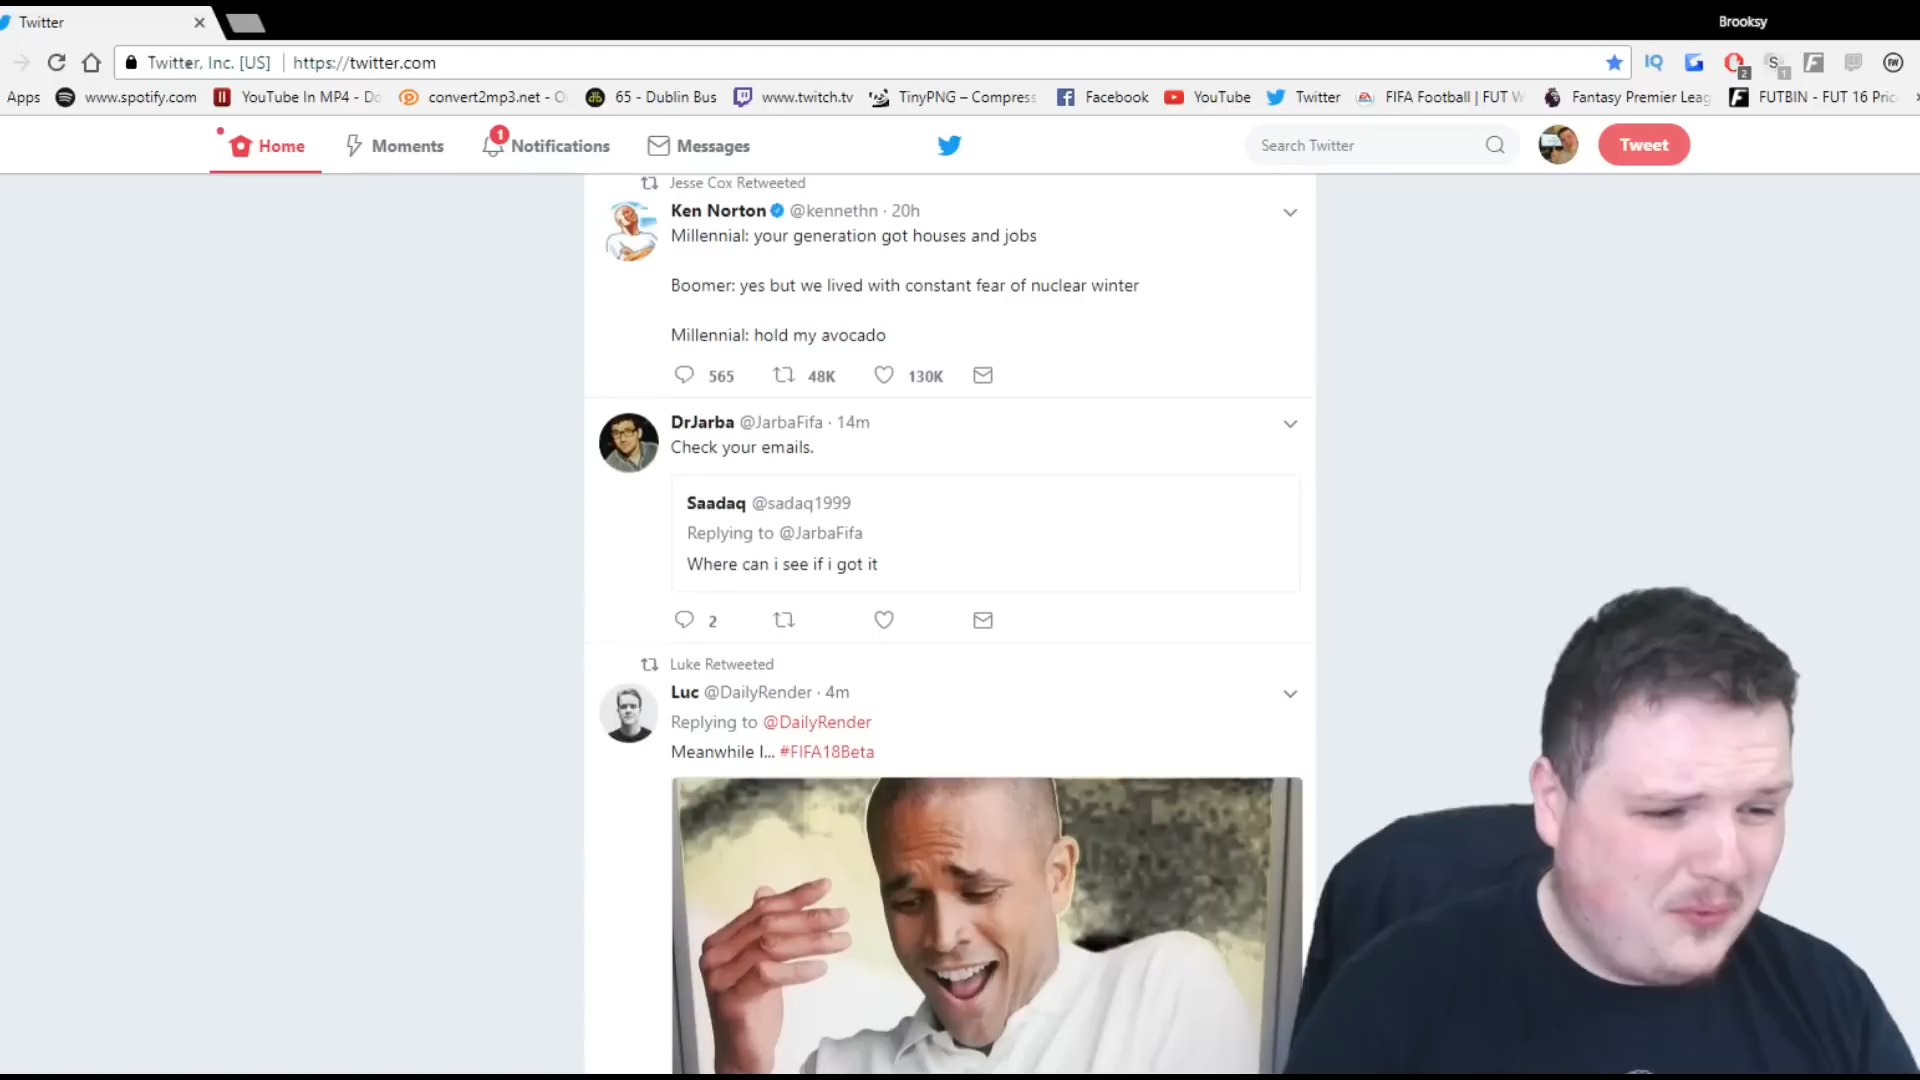 Twitter
Brooksy
Twitter, Inc. [US]
https://twitter.com
IQ
2
1
Apps
www.spotify.com
YouTube In MP4 - Do
convert2mp3.net - O
65 - Dublin Bus
www.twitch.tv
TinyPNG – Compress
Facebook
YouTube
Twitter
FIFA Football | FUT W
Fantasy Premier Leag
FUTBIN - FUT 16 Pric
Home
Moments
1
Notifications
Messages
Search Twitter
Tweet
Jesse Cox Retweeted
Ken Norton @kennethn · 20h
Millennial: your generation got houses and jobs
Boomer: yes but we lived with constant fear of nuclear winter
Millennial: hold my avocado
565
48K
130K
DrJarba @JarbaFifa · 14m
Check your emails.
Saadaq @sadaq1999
Replying to @JarbaFifa
Where can i see if i got it
2
Luke Retweeted
Luc @DailyRender · 4m
Replying to @DailyRender
Meanwhile I... #FIFA18Beta